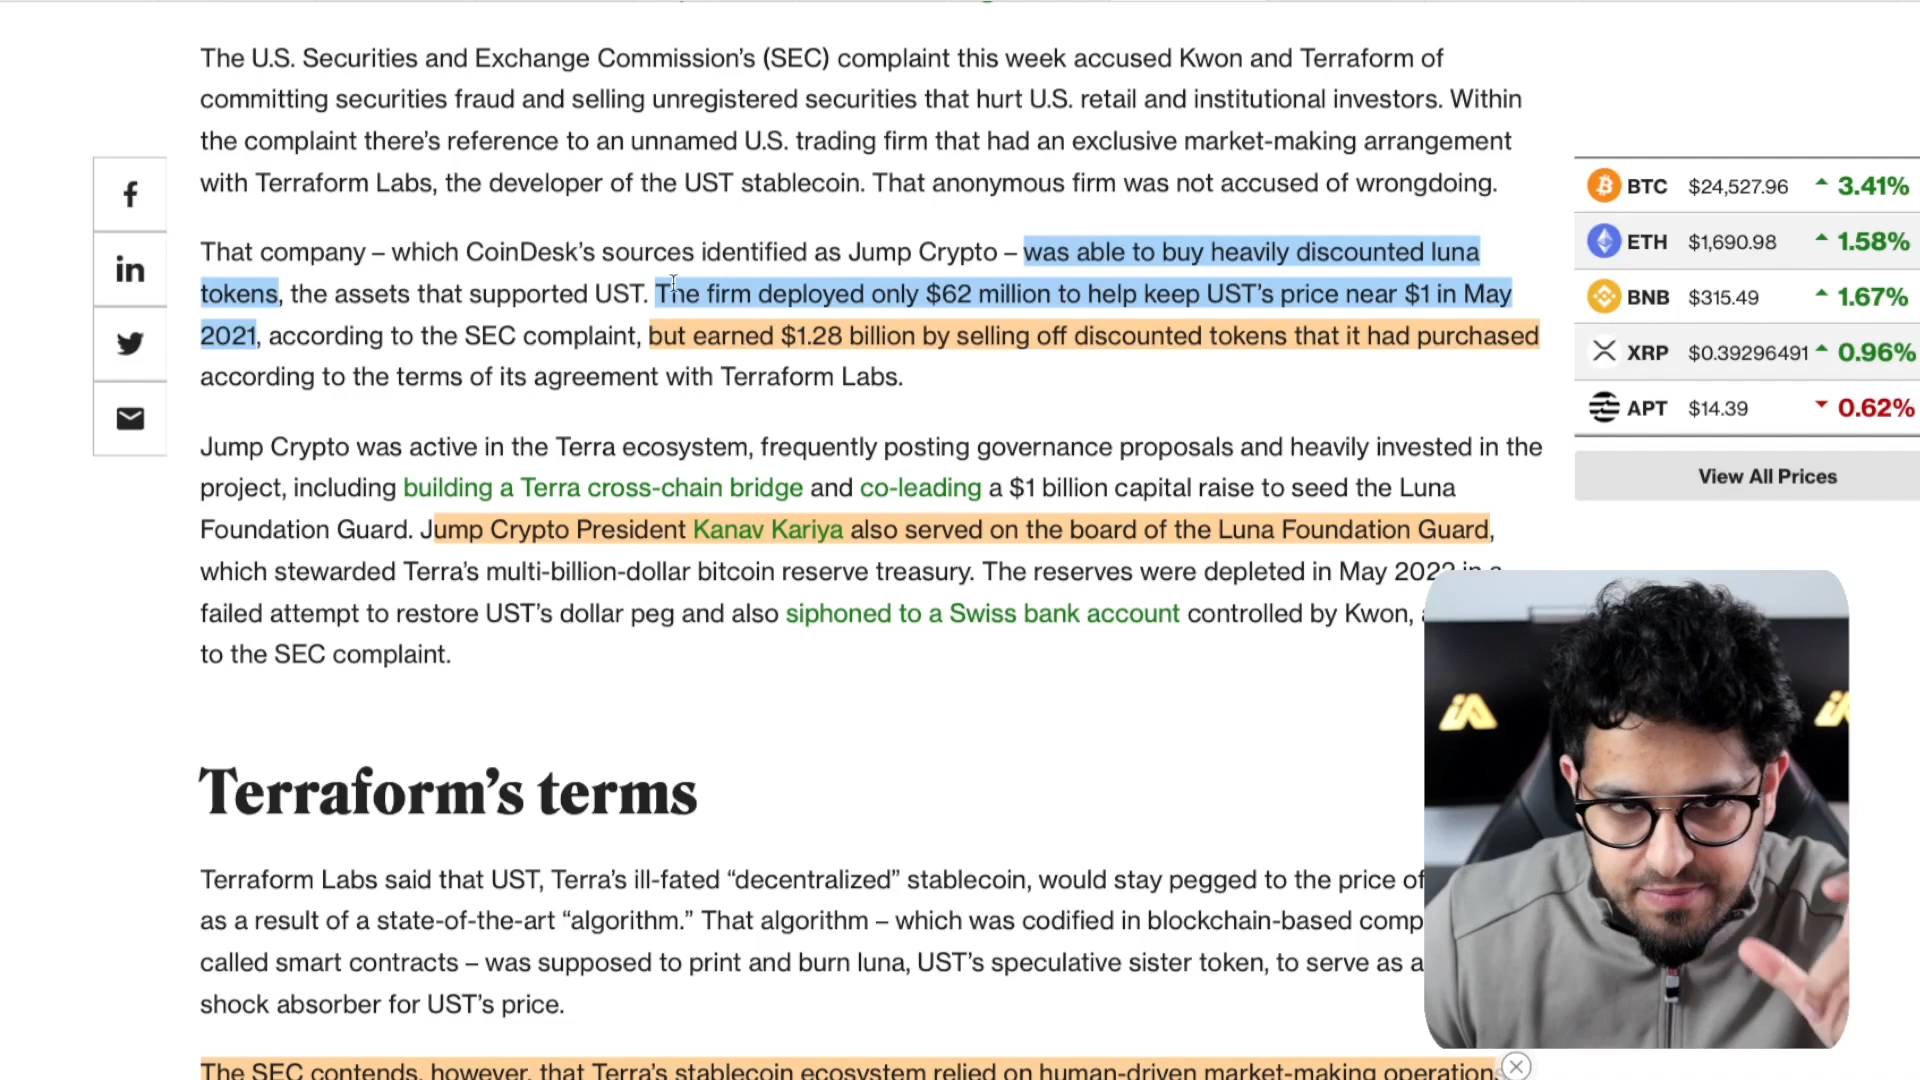 The U.S. Securities and Exchange Commission’s (SEC) complaint this week accused Kwon and Terraform of
committing securities fraud and selling unregistered securities that hurt U.S. retail and institutional investors. Within
the complaint there’s reference to an unnamed U.S. trading firm that had an exclusive market-making arrangement
with Terraform Labs, the developer of the UST stablecoin. That anonymous firm was not accused of wrongdoing.
That company – which CoinDesk’s sources identified as Jump Crypto – was able to buy heavily discounted luna
tokens, the assets that supported UST. The firm deployed only $62 million to help keep UST’s price near $1 in May
2021, according to the SEC complaint, but earned $1.28 billion by selling off discounted tokens that it had purchased
according to the terms of its agreement with Terraform Labs.
Jump Crypto was active in the Terra ecosystem, frequently posting governance proposals and heavily invested in the
project, including building a Terra cross-chain bridge and co-leading a $1 billion capital raise to seed the Luna
Foundation Guard. Jump Crypto President Kanav Kariya also served on the board of the Luna Foundation Guard,
which stewarded Terra’s multi-billion-dollar bitcoin reserve treasury. The reserves were depleted in May 2022 in a
failed attempt to restore UST’s dollar peg and also siphoned to a Swiss bank account controlled by Kwon,
to the SEC complaint.
Terraform’s terms
Terraform Labs said that UST, Terra’s ill-fated “decentralized” stablecoin, would stay pegged to the price of
as a result of a state-of-the-art “algorithm.” That algorithm – which was codified in blockchain-based comp
called smart contracts – was supposed to print and burn luna, UST’s speculative sister token, to serve as a
shock absorber for UST’s price.
The SEC contends, however, that Terra’s stablecoin ecosystem relied on human-driven market-making operations
BTC $24,527.96 3.41%
ETH $1,690.98 1.58%
BNB $315.49 1.67%
XRP $0.39296491 0.96%
APT $14.39 0.62%
View All Prices